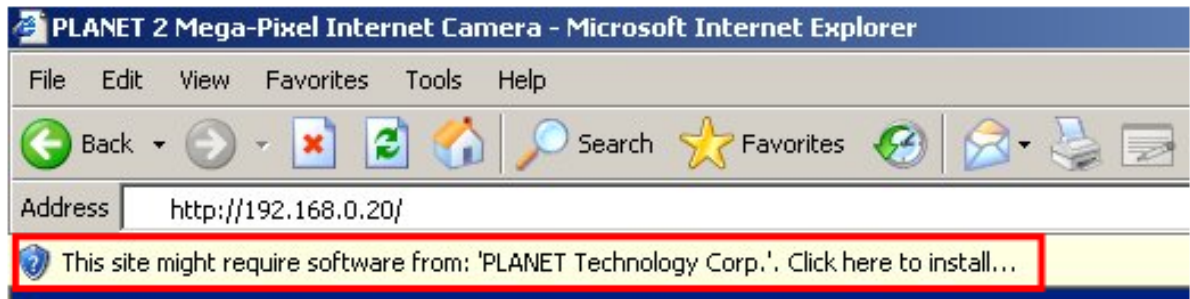 PLANET 2 Mega-Pixel Internet Camera - Microsoft Internet Explorer
File Edit View Favorites Tools Help
Back Search Favorites
Address http://192.168.0.20/
This site might require software from: 'PLANET Technology Corp.'. Click here to install...